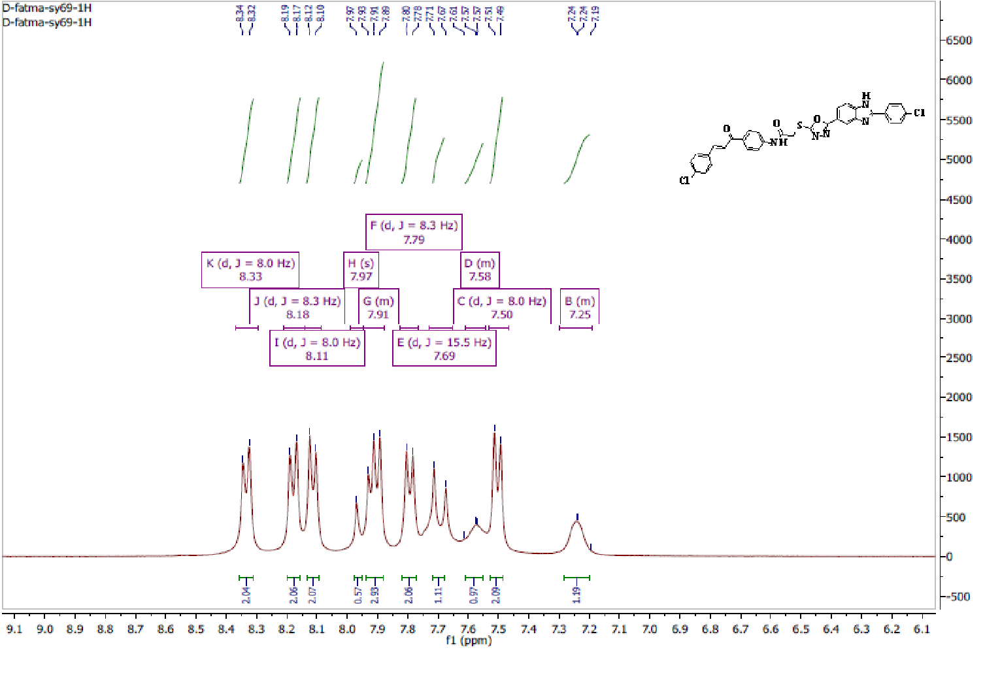 D-fatma-sy69-1H
D-fatma-sy69-1H
8.34
8.32
8.19
8.17
8.12
8.10
7.97
7.93
7.91
7.89
7.80
7.78
7.71
7.67
7.61
7.57
7.57
7.51
7.49
7.24
7.24
7.19
H
N
N
Cl
O
S
N
N
O
NH
O
Cl
F (d, J = 8.3 Hz)
7.79
K (d, J = 8.0 Hz)
8.33
H (s)
7.97
D (m)
7.58
J (d, J = 8.3 Hz)
8.18
G (m)
7.91
C (d, J = 8.0 Hz)
7.50
B (m)
7.25
I (d, J = 8.0 Hz)
8.11
E (d, J = 15.5 Hz)
7.69
2.04
2.06
2.07
0.57
2.93
2.06
1.11
0.97
2.09
1.19
6500
6000
5500
5000
4500
4000
3500
3000
2500
2000
1500
1000
500
0
-500
9.1 9.0 8.9 8.8 8.7 8.6 8.5 8.4 8.3 8.2 8.1 8.0 7.9 7.8 7.7 7.6 7.5 7.4 7.3 7.2 7.1 7.0 6.9 6.8 6.7 6.6 6.5 6.4 6.3 6.2 6.1
f1 (ppm)